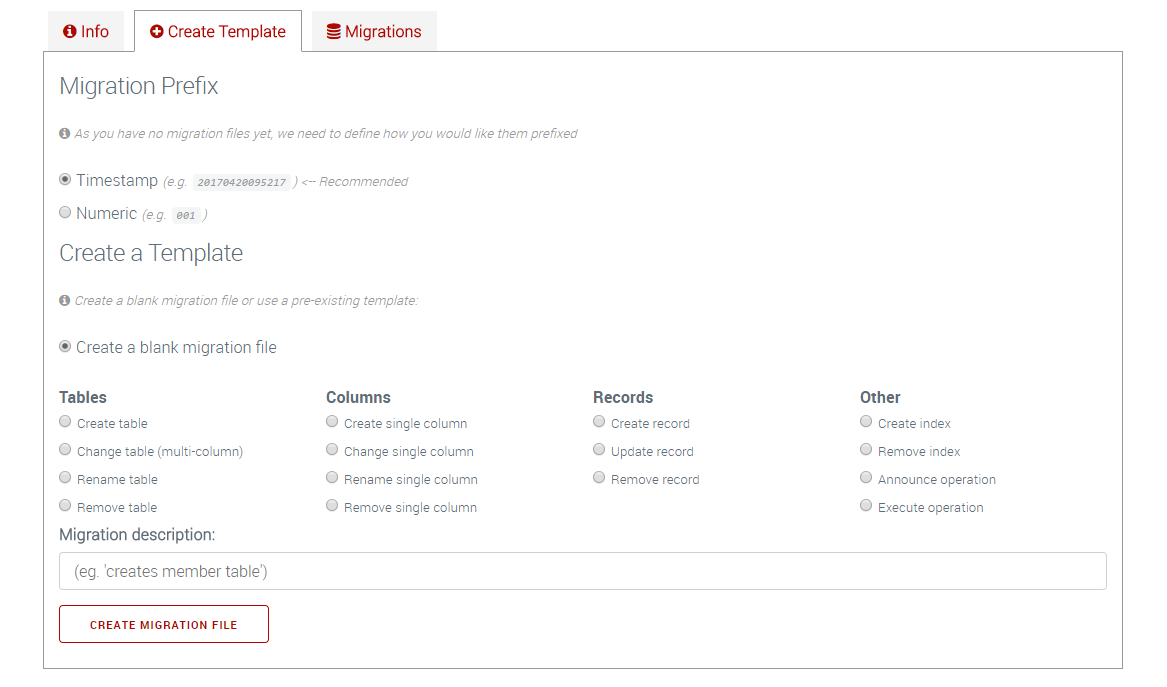 Info
Create Template
Migrations
Migration Prefix
As you have no migration files yet, we need to define how you would like them prefixed
Timestamp (e.g. 20170420095217 ) <-- Recommended
Numeric (e.g. 001 )
Create a Template
Create a blank migration file or use a pre-existing template:
Create a blank migration file
Tables
Create table
Change table (multi-column)
Rename table
Remove table
Columns
Create single column
Change single column
Rename single column
Remove single column
Records
Create record
Update record
Remove record
Other
Create index
Remove index
Announce operation
Execute operation
Migration description:
(eg. 'creates member table')
CREATE MIGRATION FILE